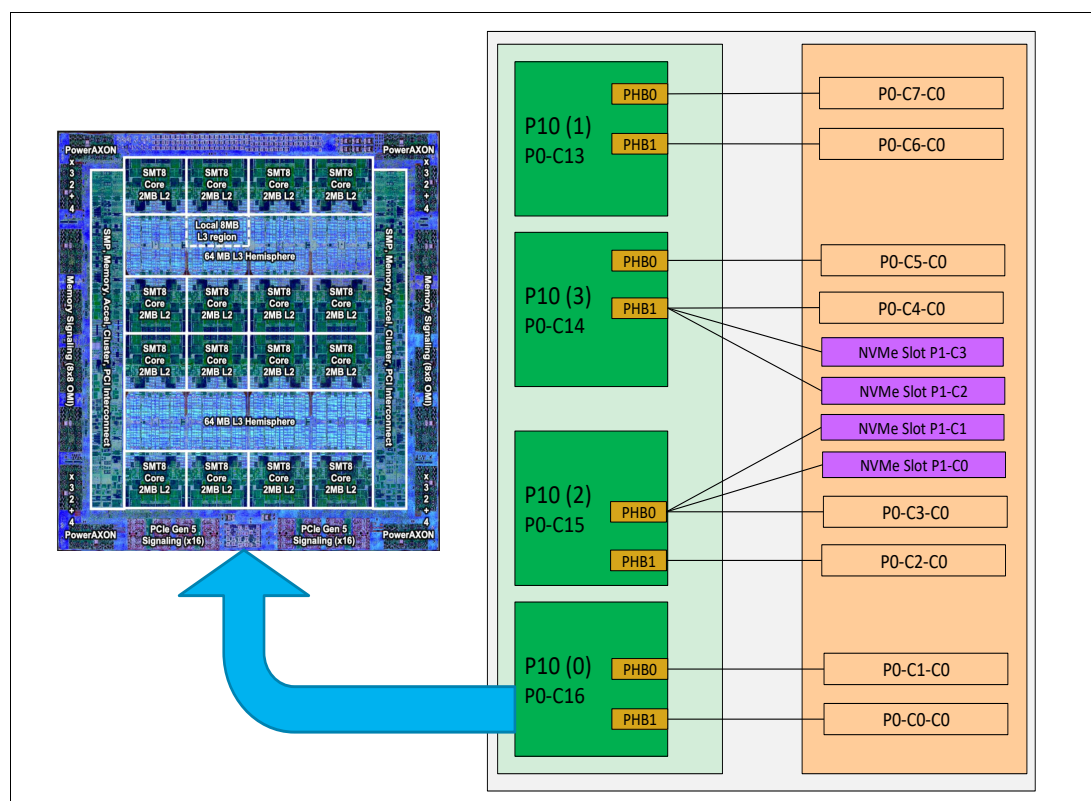 PowerAXON
PowerAXON
x 32 + 4
x 32 + 4
SMT8
Core
2MB L2
SMT8
Core
2MB L2
SMT8
Core
2MB L2
SMT8
Core
2MB L2
Local 8MB
L3 region
64 MB L3 Hemisphere
SMP, Memory, Accel, Cluster, PCI Interconnect
SMP, Memory, Accel, Cluster, PCI Interconnect
Memory Signaling (8x8 OMI)
Memory Signaling (8x8 OMI)
SMT8
Core
2MB L2
SMT8
Core
2MB L2
SMT8
Core
2MB L2
SMT8
Core
2MB L2
SMT8
Core
2MB L2
SMT8
Core
2MB L2
SMT8
Core
2MB L2
SMT8
Core
2MB L2
64 MB L3 Hemisphere
SMT8
Core
2MB L2
SMT8
Core
2MB L2
SMT8
Core
2MB L2
SMT8
Core
2MB L2
x 32 + 4
x 32 + 4
PowerAXON
PCIe Gen 5
Signaling (x16)
PCIe Gen 5
Signaling (x16)
PowerAXON
P10 (1)
P0-C13
PHB0
PHB1
P0-C7-C0
P0-C6-C0
P10 (3)
P0-C14
PHB0
PHB1
P0-C5-C0
P0-C4-C0
NVMe Slot P1-C3
NVMe Slot P1-C2
NVMe Slot P1-C1
NVMe Slot P1-C0
P10 (2)
P0-C15
PHB0
PHB1
P0-C3-C0
P0-C2-C0
P10 (0)
P0-C16
PHB0
PHB1
P0-C1-C0
P0-C0-C0